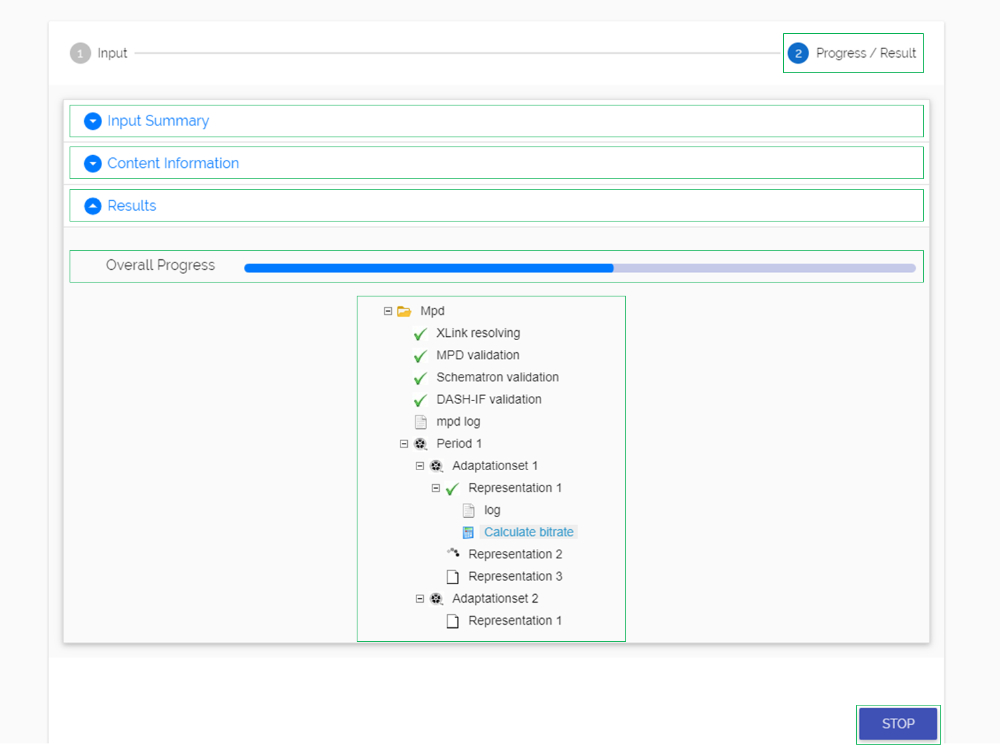 1 Input
2 Progress / Result
Input Summary
Content Information
Results
Overall Progress
Mpd
XLink resolving
MPD validation
Schematron validation
DASH-IF validation
mpd log
Period 1
Adaptationset 1
Representation 1
log
Calculate bitrate
Representation 2
Representation 3
Adaptationset 2
Representation 1
STOP